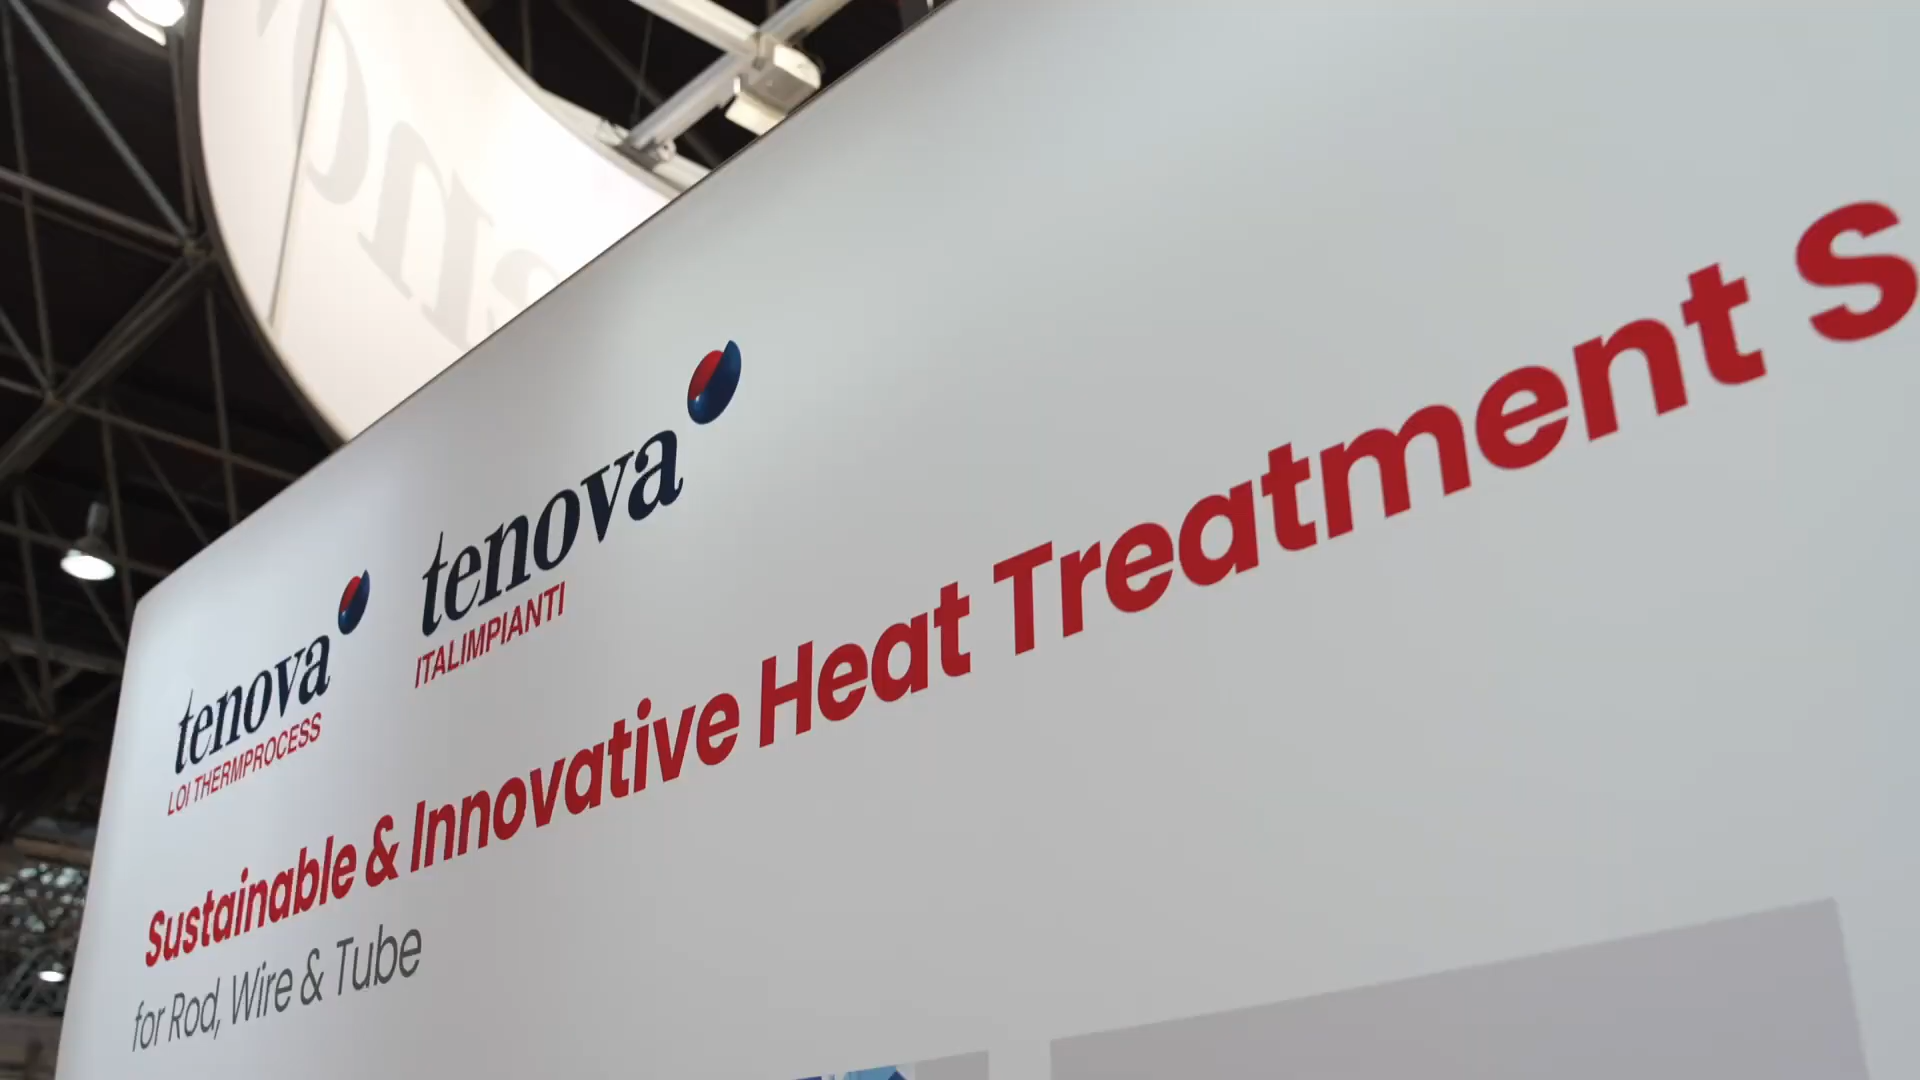 tenova
LOI THERMPROCESS
tenova
ITALIMPIANTI
Sustainable & Innovative Heat Treatment S
for Rod, Wire & Tube